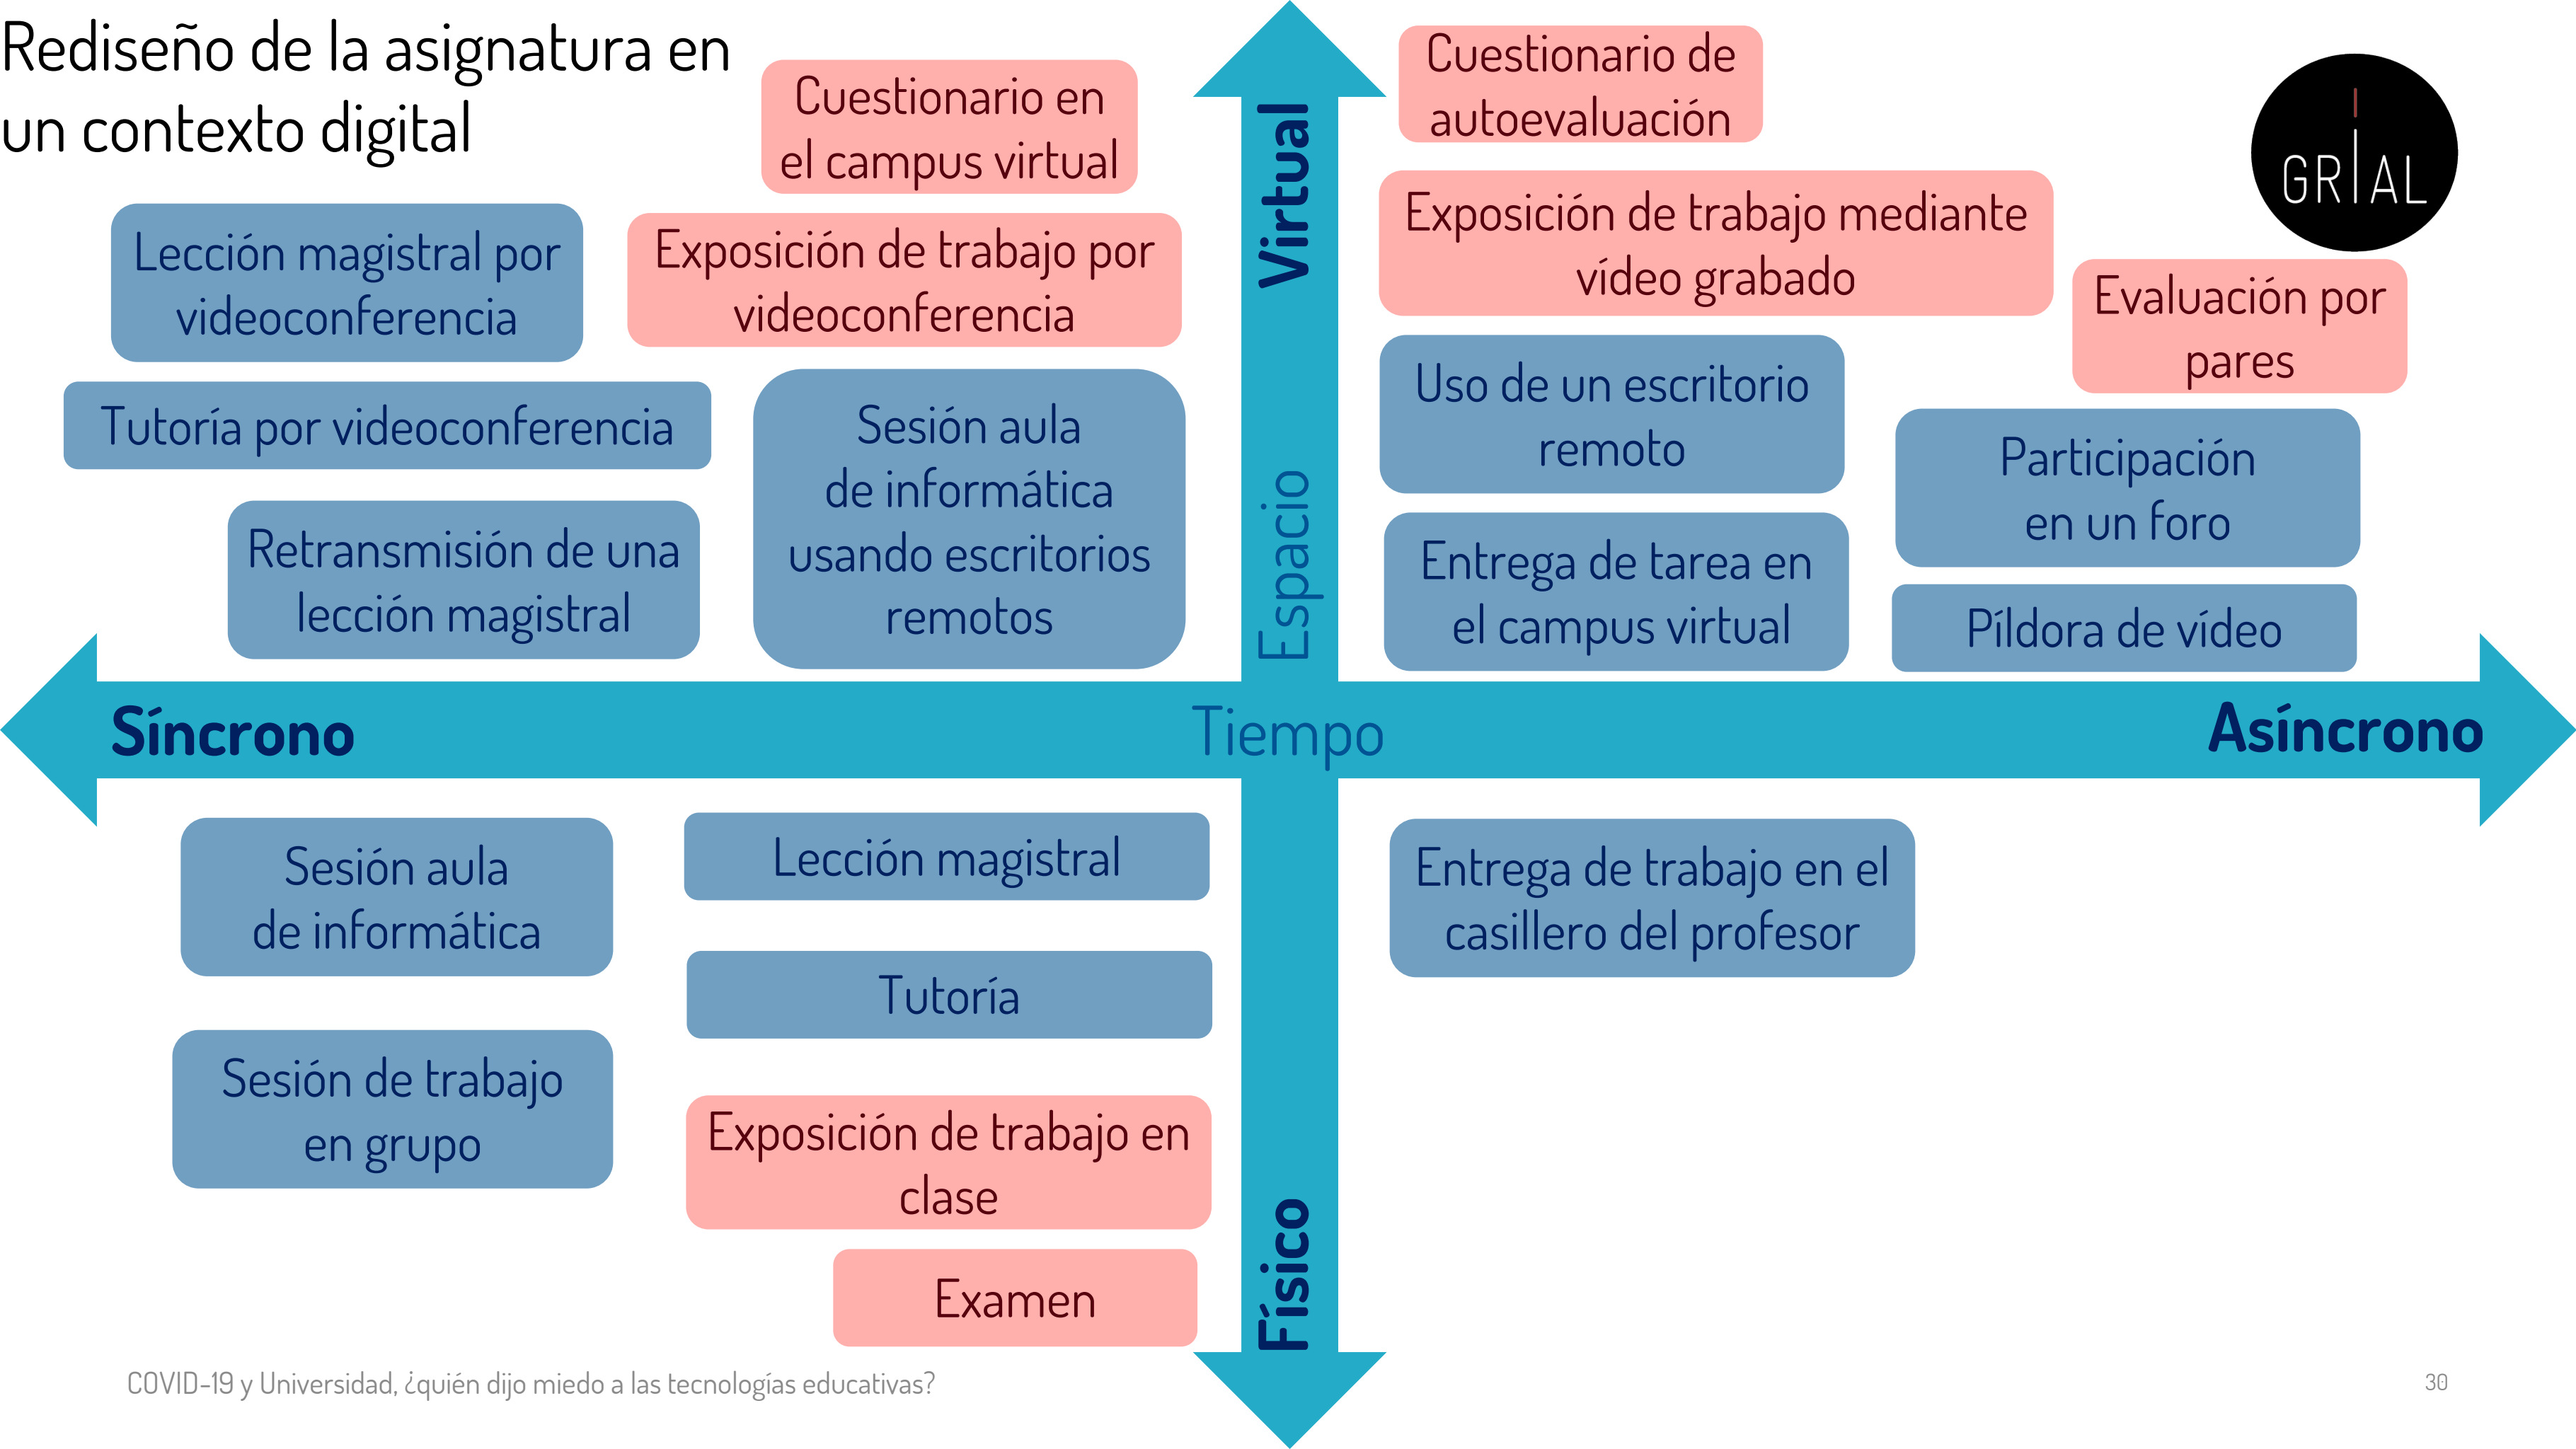 Rediseño de la asignatura en
un contexto digital
Cuestionario en
el campus virtual
Lección magistral por
videoconferencia
Exposición de trabajo por
videoconferencia
Tutoría por videoconferencia
Sesión aula
de informática
usando escritorios
remotos
Retransmisión de una
lección magistral
Virtual
Espacio
Cuestionario de
autoevaluación
GRIAL
Exposición de trabajo mediante
vídeo grabado
Evaluación por
pares
Uso de un escritorio
remoto
Participación
en un foro
Entrega de tarea en
el campus virtual
Píldora de vídeo
Síncrono
Tiempo
Asíncrono
Sesión aula
de informática
Lección magistral
Tutoría
Sesión de trabajo
en grupo
Exposición de trabajo en
clase
Examen
Físico
Entrega de trabajo en el
casillero del profesor
COVID-19 y Universidad, ¿quién dijo miedo a las tecnologías educativas?
30